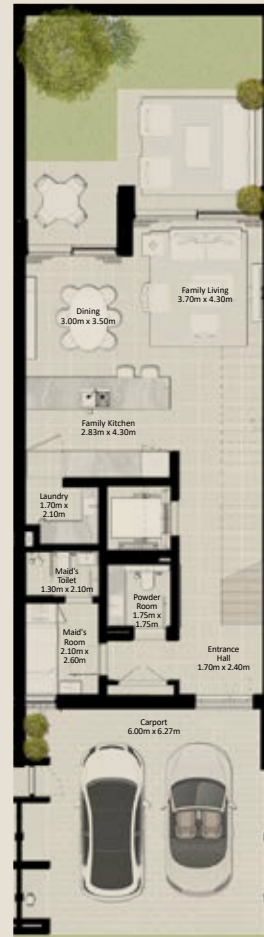 Family Living
3.70m x 4.30m
Dining
3.00m x 3.50m
Family Kitchen
2.83m x 4.30m
Laundry
1.70m x
2.10m
Maid's
Toilet
1.30m x 2.10m
Powder
Room
1.75m x
1.75m
Maid's
Room
2.10m x
2.60m
Entrance
Hall
1.70m x 2.40m
Carport
6.00m x 6.27m